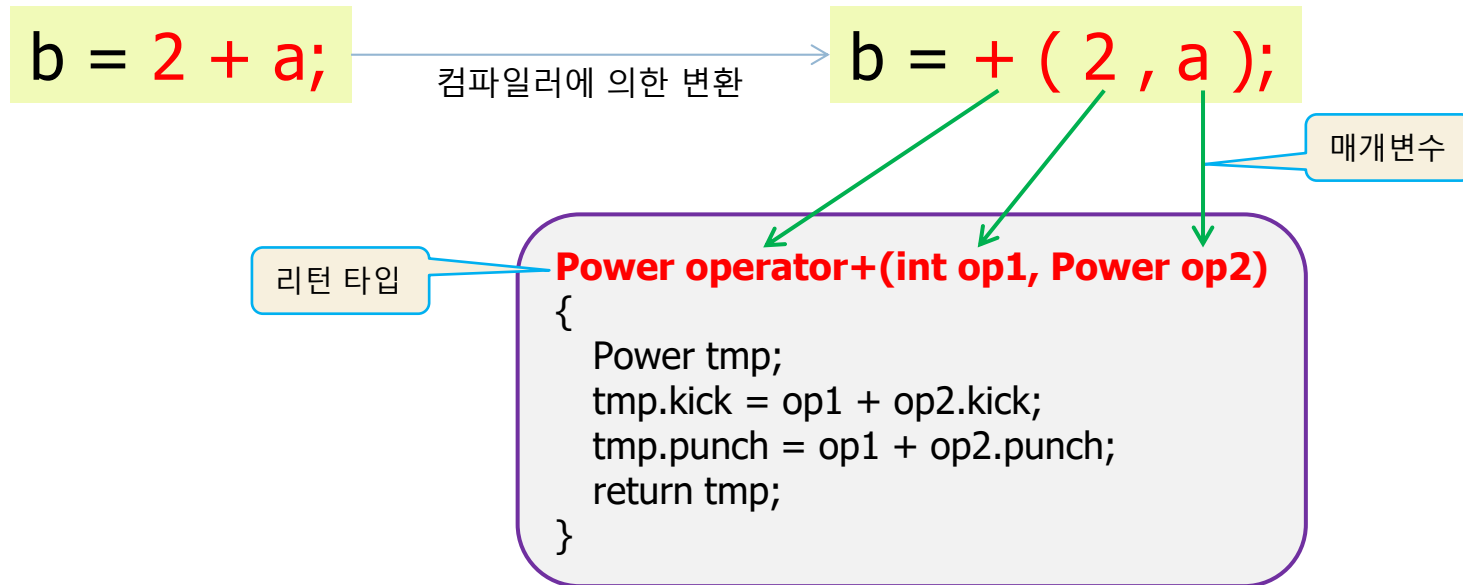 b = 2 + a;
컴파일러에 의한 변환
b = + ( 2 , a );
매개변수
리턴 타입
Power operator+(int op1, Power op2)
{
Power tmp;
tmp.kick = op1 + op2.kick;
tmp.punch = op1 + op2.punch;
return tmp;
}